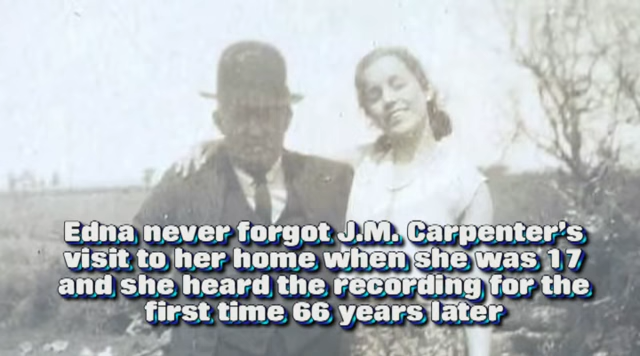 Edna never forgot J.M. Carpenter's
visit to her home when she was 17
and she heard the recording for the
first time 66 years later